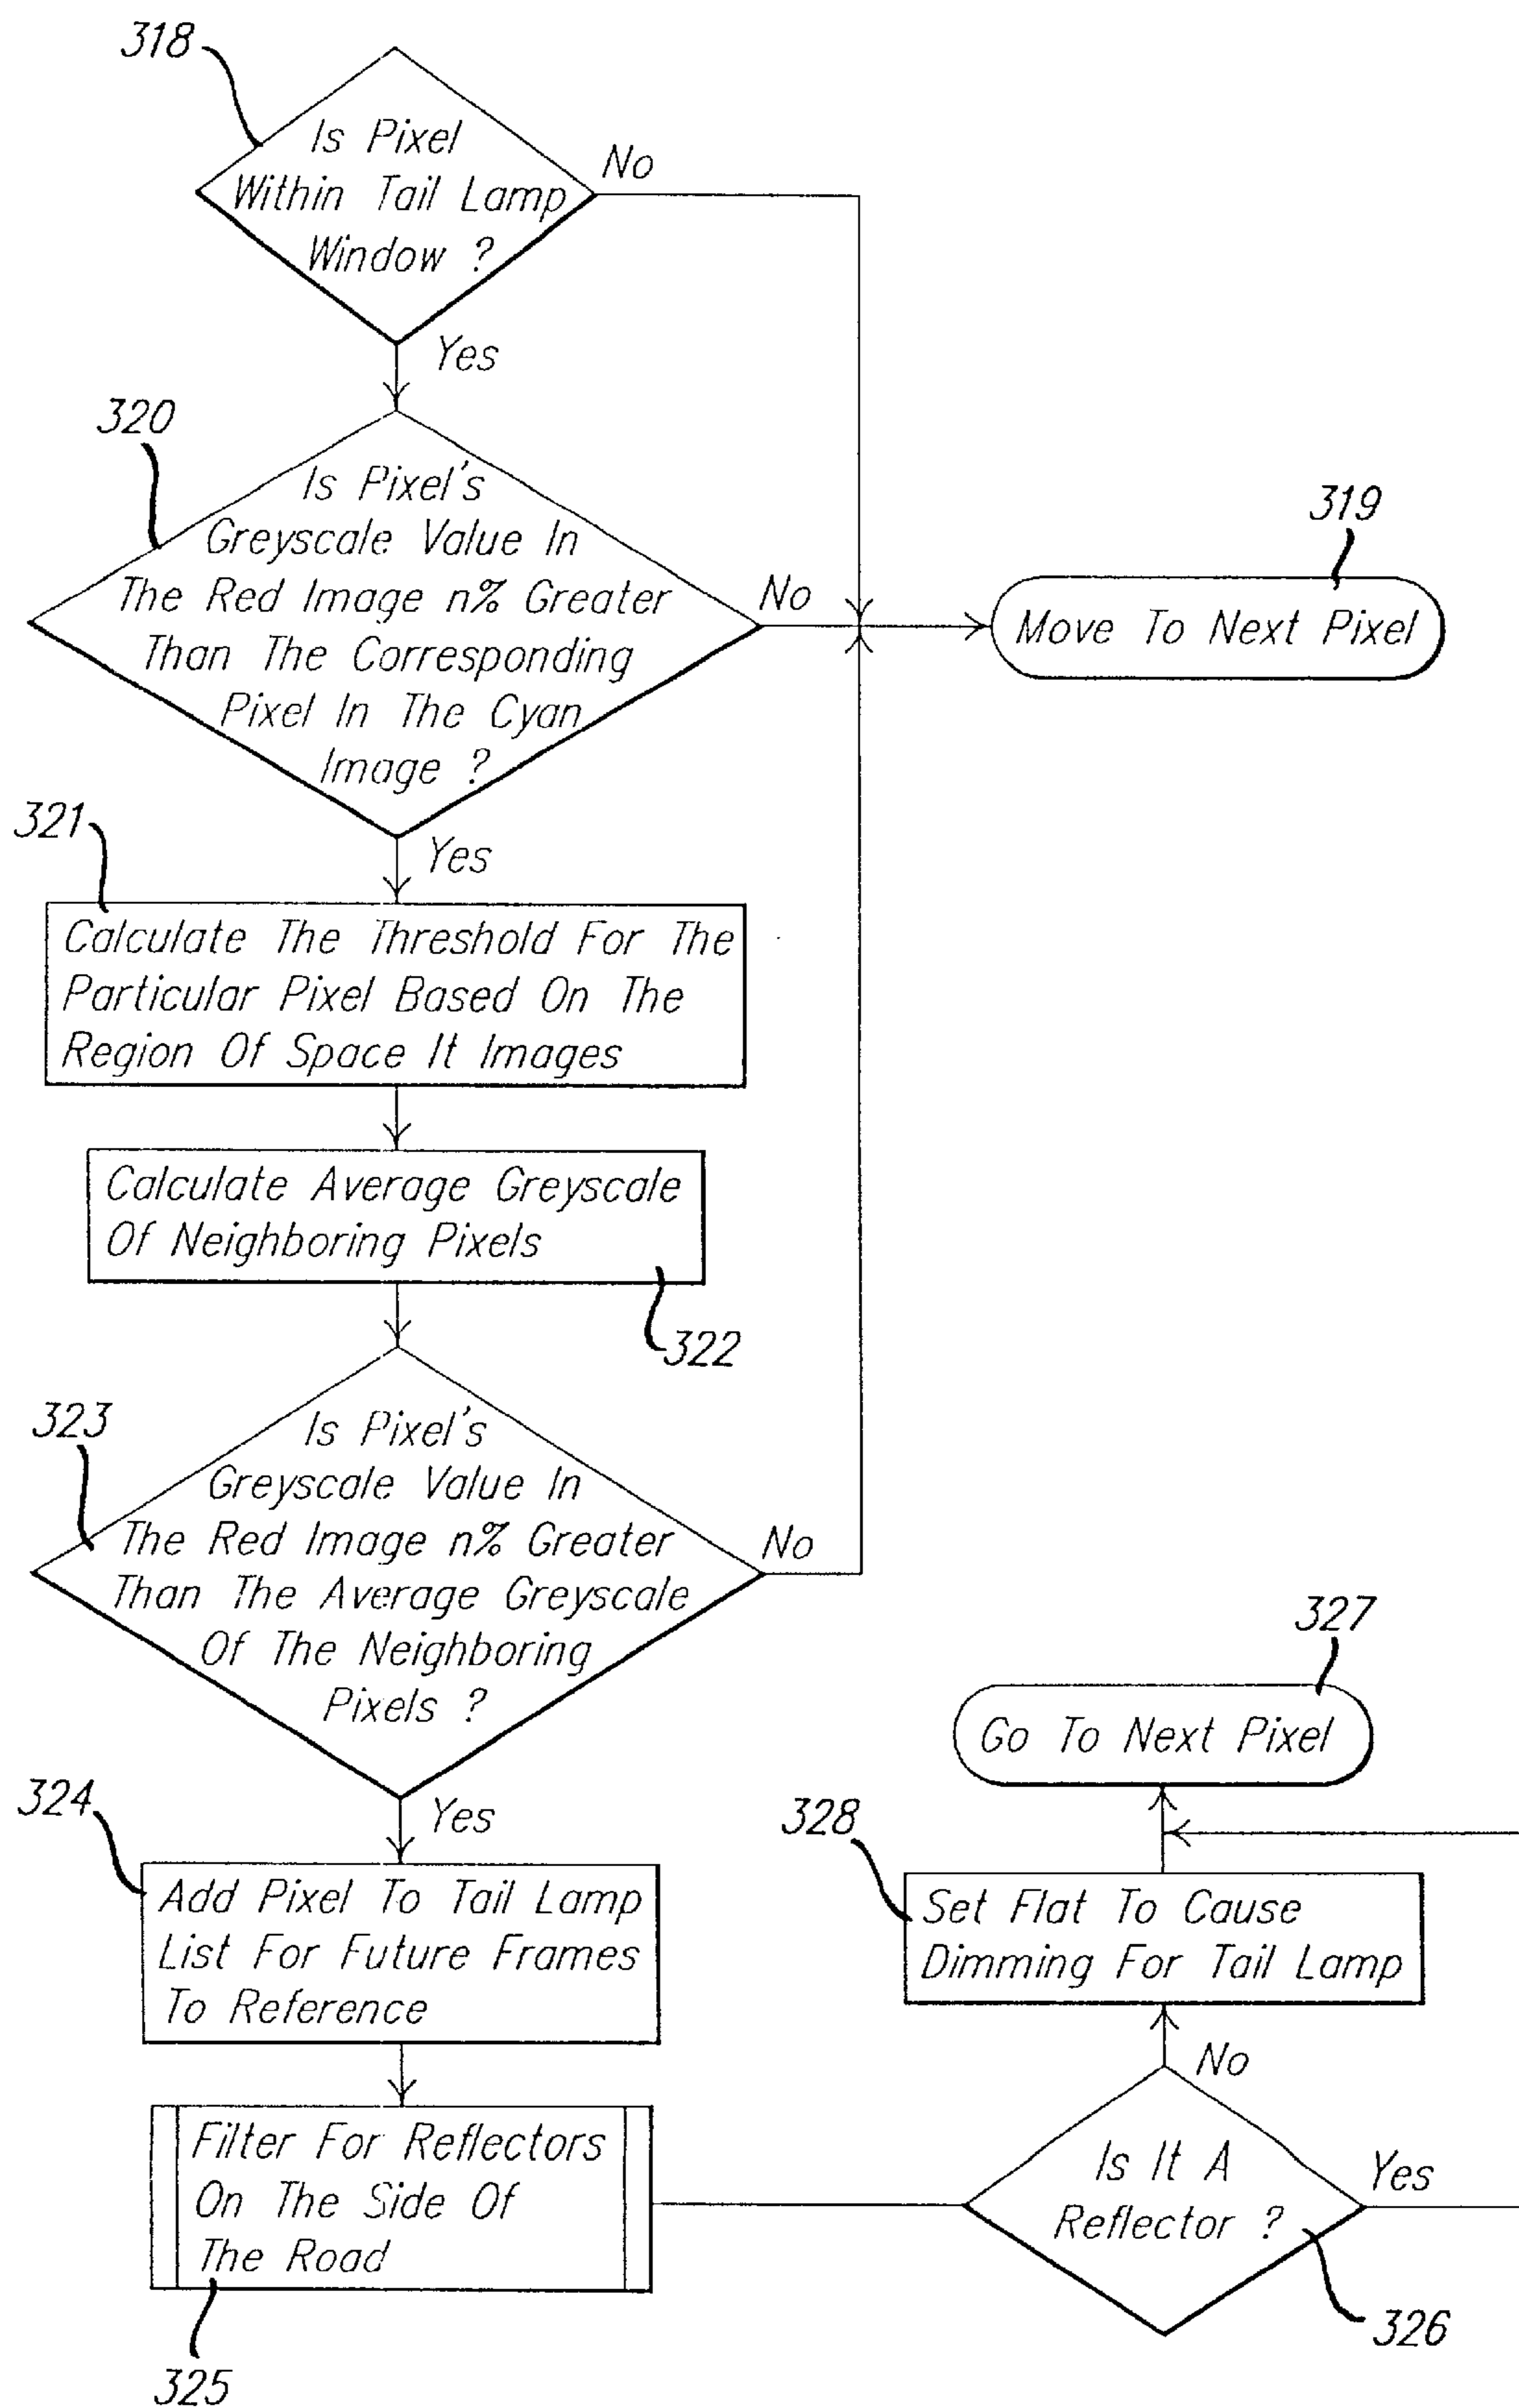 318
Is Pixel
Within Tail Lamp
Window ?
No
Yes
320
Is Pixel's
Greyscale Value In
The Red Image n% Greater
Than The Corresponding
Pixel In The Cyan
Image ?
No
319
Move To Next Pixel
Yes
321
Calculate The Threshold For The
Particular Pixel Based On The
Region Of Space It Images
Calculate Average Greyscale
Of Neighboring Pixels
322
323
Is Pixel's
Greyscale Value In
The Red Image n% Greater
Than The Average Greyscale
Of The Neighboring
Pixels ?
No
Yes
324
Add Pixel To Tail Lamp
List For Future Frames
To Reference
Filter For Reflectors
On The Side Of
The Road
325
327
Go To Next Pixel
328
Set Flat To Cause
Dimming For Tail Lamp
No
Is It A
Reflector ?
Yes
326